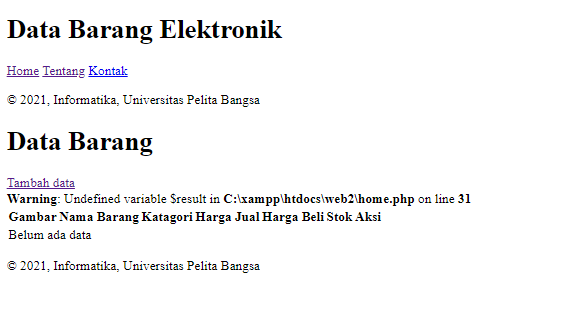 Data Barang Elektronik
Home Tentang Kontak
© 2021, Informatika, Universitas Pelita Bangsa
Data Barang
Tambah data
Warning: Undefined variable $result in C:\xampp\htdocs\web2\home.php on line 31
Gambar Nama Barang Katagori Harga Jual Harga Beli Stok Aksi
Belum ada data
© 2021, Informatika, Universitas Pelita Bangsa